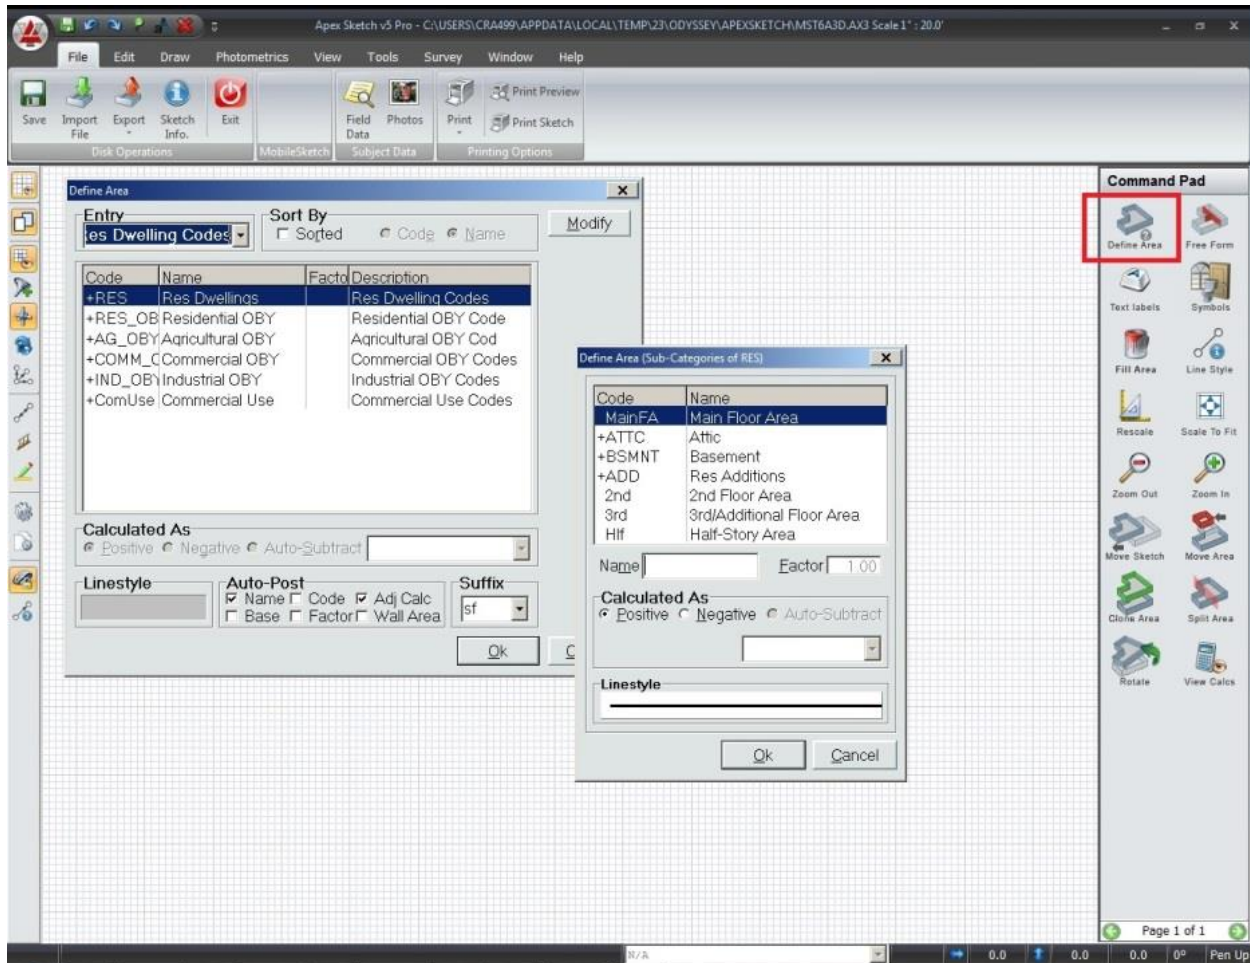 Apex Sketch v5 Pro - C:\USERS\CRA499\APPDATA\LOCAL\TEMP\23\ODYSSEY\APEXSKETCH\MST6A3D.AX3 Scale 1" : 20.0'
File Edit Draw Photometrics View Tools Survey Window Help
Save Import File Export Sketch Info. Exit Field Data Photos Print Print Preview Print Sketch
Disk Operations MobileSketch Subject Data Printing Options
Define Area
Entry Sort By
Res Dwelling Codes Sorted Code Name Modify
Code Name Facto Description
+RES Res Dwellings Res Dwelling Codes
+RES_OB Residential OBY Residential OBY Code
+AG_OBY Agricultural OBY Agricultural OBY Cod
+COMM_C Commercial OBY Commercial OBY Codes
+IND_OBY Industrial OBY Industrial OBY Codes
+ComUse Commercial Use Commercial Use Codes
Calculated As
Positive Negative Auto-Subtract
Linestyle Auto-Post Suffix
Name Code Adj Calc sf
Base Factor Wall Area
Ok C
Define Area (Sub-Categories of RES)
Code Name
MainFA Main Floor Area
+ATTC Attic
+BSMNT Basement
+ADD Res Additions
2nd 2nd Floor Area
3rd 3rd/Additional Floor Area
Hlf Half-Story Area
Name Factor 1.00
Calculated As
Positive Negative Auto-Subtract
Linestyle
Ok Cancel
Command Pad
Define Area Free Form
Text labels Symbols
Fill Area Line Style
Rescale Scale To Fit
Zoom Out Zoom In
Move Sketch Move Area
Clone Area Split Area
Rotate View Calcs
Page 1 of 1
N/A 0.0 0.0 0.0 0° Pen Up